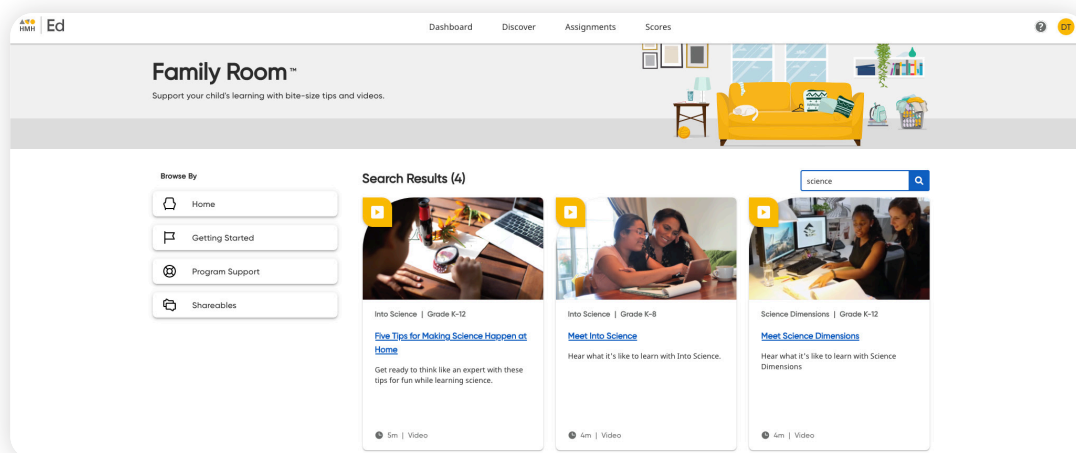 HMH Ed
Dashboard
Discover
Assignments
Scores
DT
Family Room™
Support your child's learning with bite-size tips and videos.
Browse By
Home
Getting Started
Program Support
Shareables
Search Results (4)
science
Into Science | Grade K-12
Five Tips for Making Science Happen at
Home
Get ready to think like an expert with these
tips for fun while learning science.
5m | Video
Into Science | Grade K-8
Meet Into Science
Hear what it's like to learn with Into Science.
4m | Video
Science Dimensions | Grade K-12
Meet Science Dimensions
Hear what it's like to learn with Science
Dimensions
4m | Video